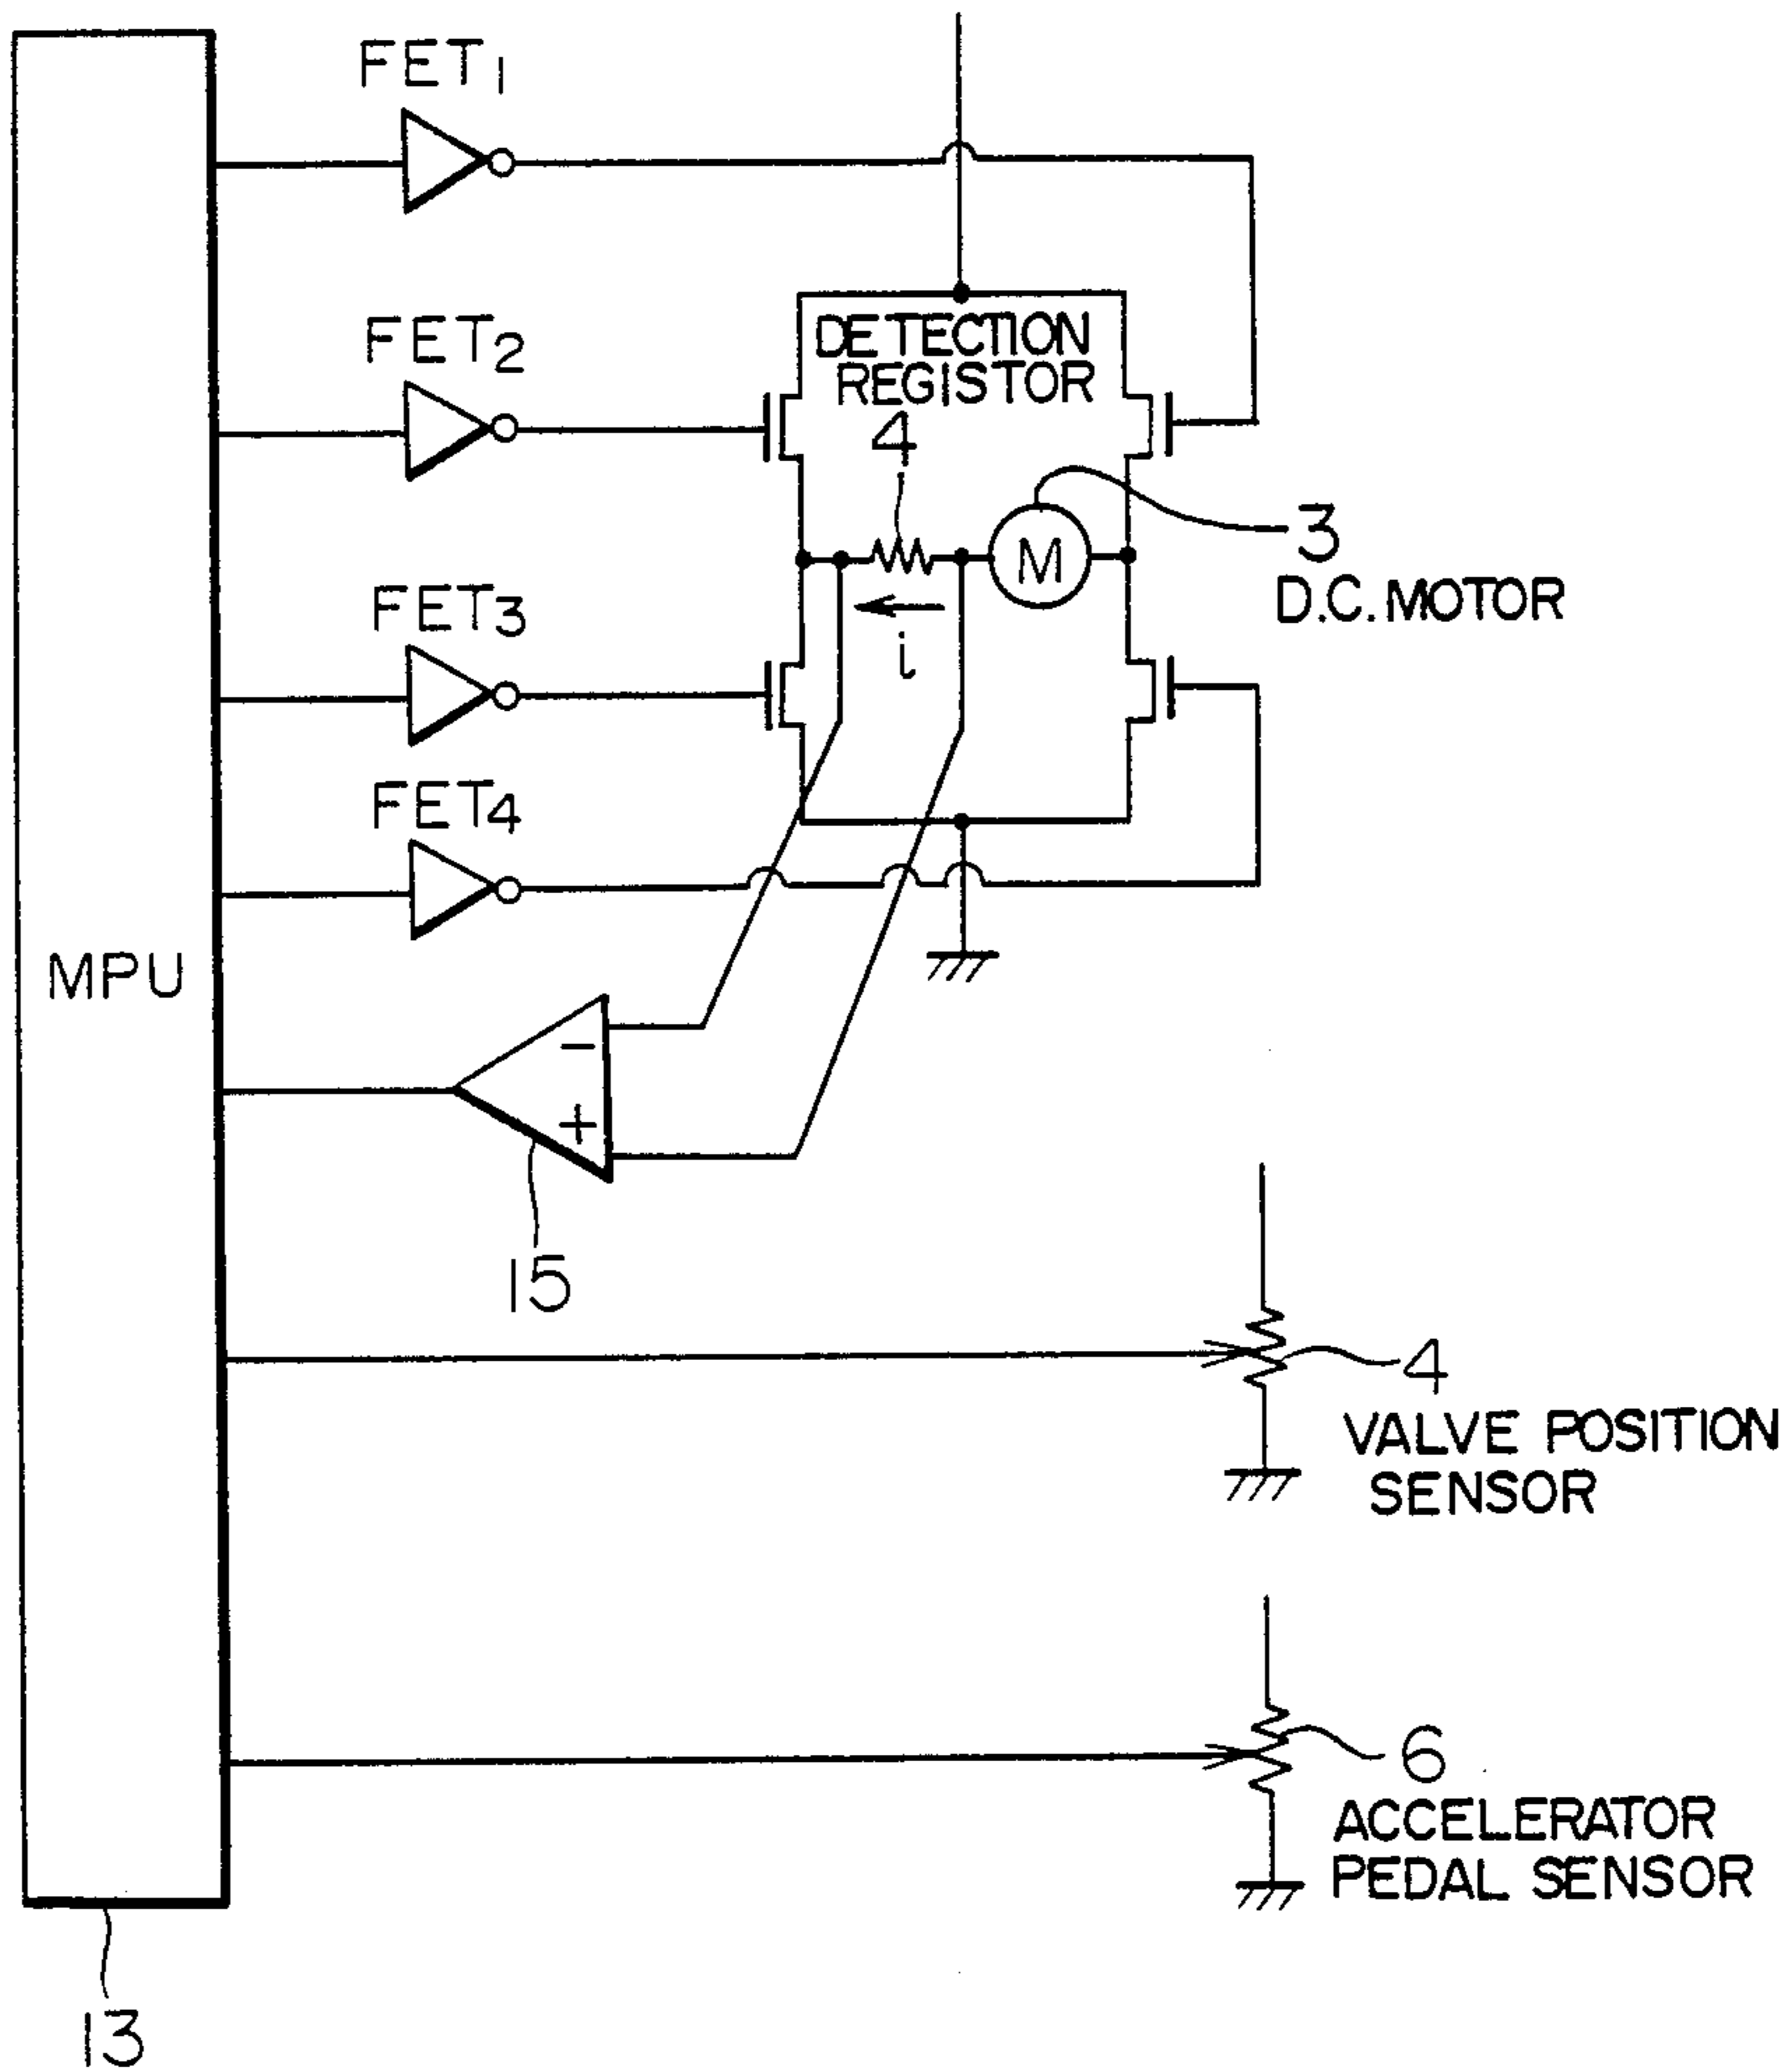 FET1
FET2
DETECTION
REGISTOR
4
M
3
D.C. MOTOR
FET3
i
FET4
MPU
−
+
15
4
VALVE POSITION
SENSOR
6
ACCELERATOR
PEDAL SENSOR
13